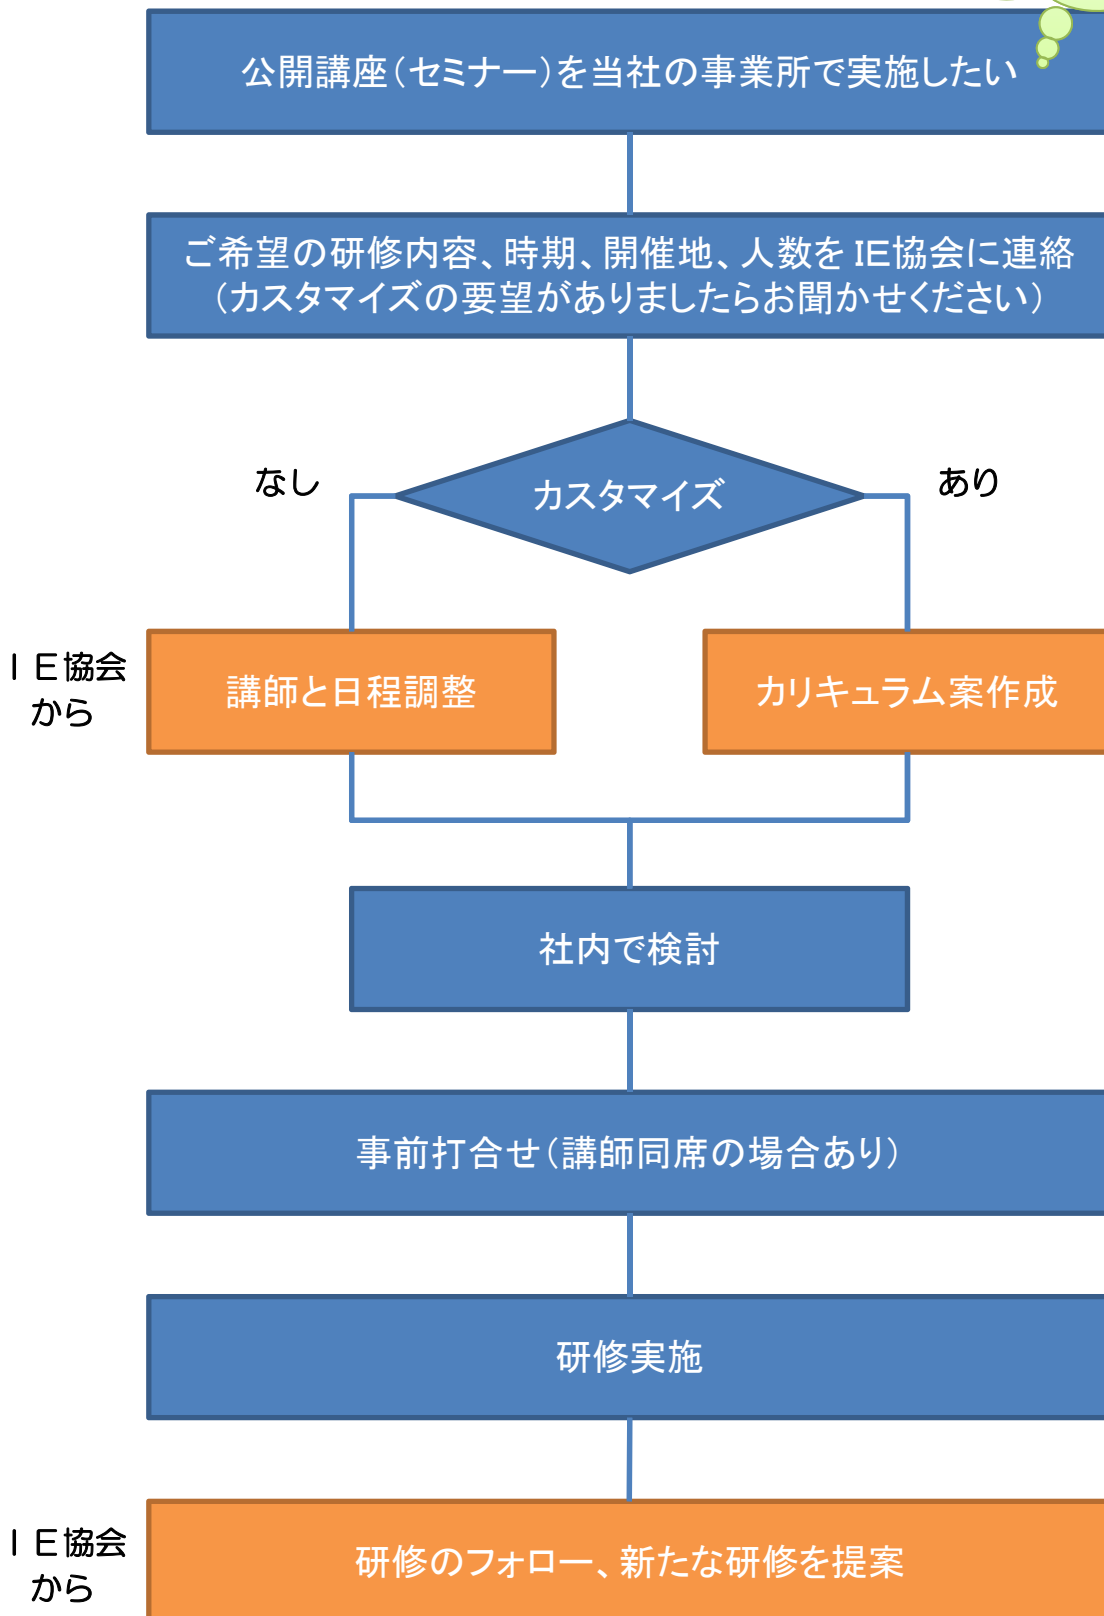 公開講座（セミナー）を当社の事業所で実施したい
ご希望の研修内容、時期、開催地、人数を IE協会に連絡
（カスタマイズの要望がありましたらお聞かせください）
なし
カスタマイズ
あり
ＩＥ協会
から
講師と日程調整
カリキュラム案作成
社内で検討
事前打合せ（講師同席の場合あり）
研修実施
ＩＥ協会
から
研修のフォロー、新たな研修を提案